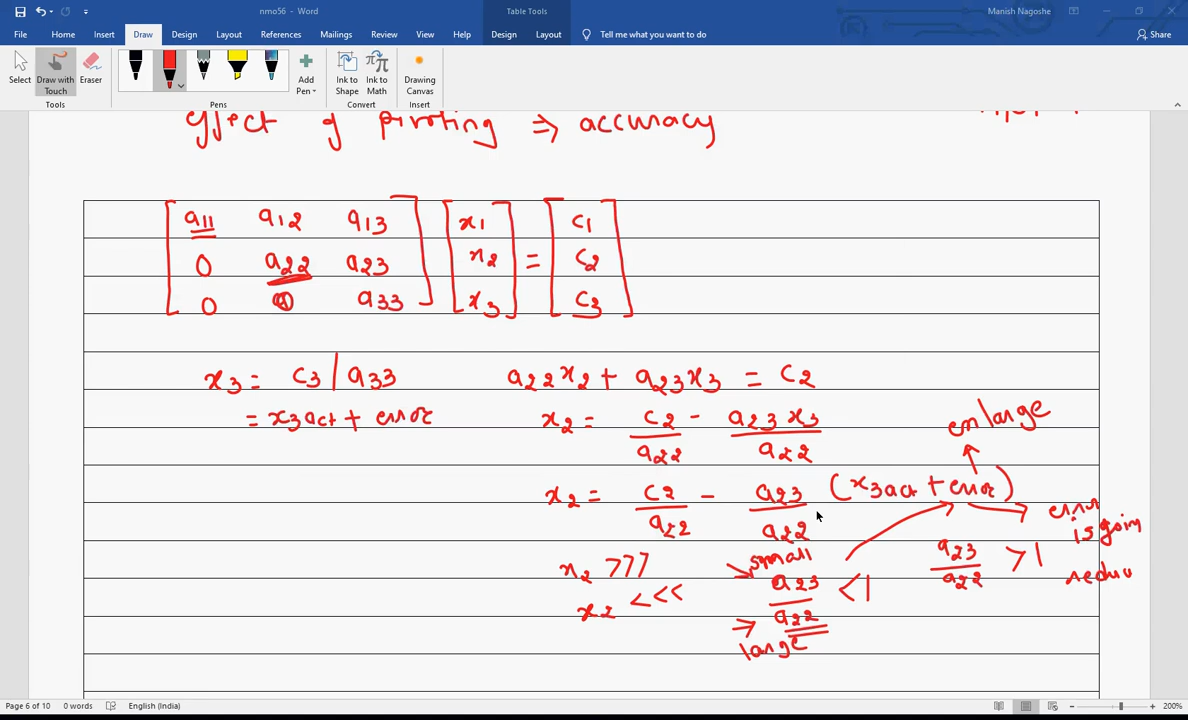 nmo56 - Word
Table Tools
Manish Nagoshe
File Home Insert Draw Design Layout References Mailings Review View Help Design Layout Tell me what you want to do Share
Select Draw with Touch Eraser Add Pen Ink to Shape Ink to Math Drawing Canvas
Tools Pens Convert Insert
effect of pivoting ⇒ accuracy
a11 a12 a13 x1 c1
0 a22 a23 x2 = c2
0 0 a33 x3 c3
x3 = c3 / a33 a22x2 + a23x3 = c2
= x3act + error x2 = c2/a22 - a23x3/a22
enlarge
x2 = c2/a22 - a23/a22 (x3act + error)
error is goin redu
x2 >>> small a23/a22 < 1 a23/a22 > 1
x2 <<<
large
Page 6 of 10 0 words English (India) 200%